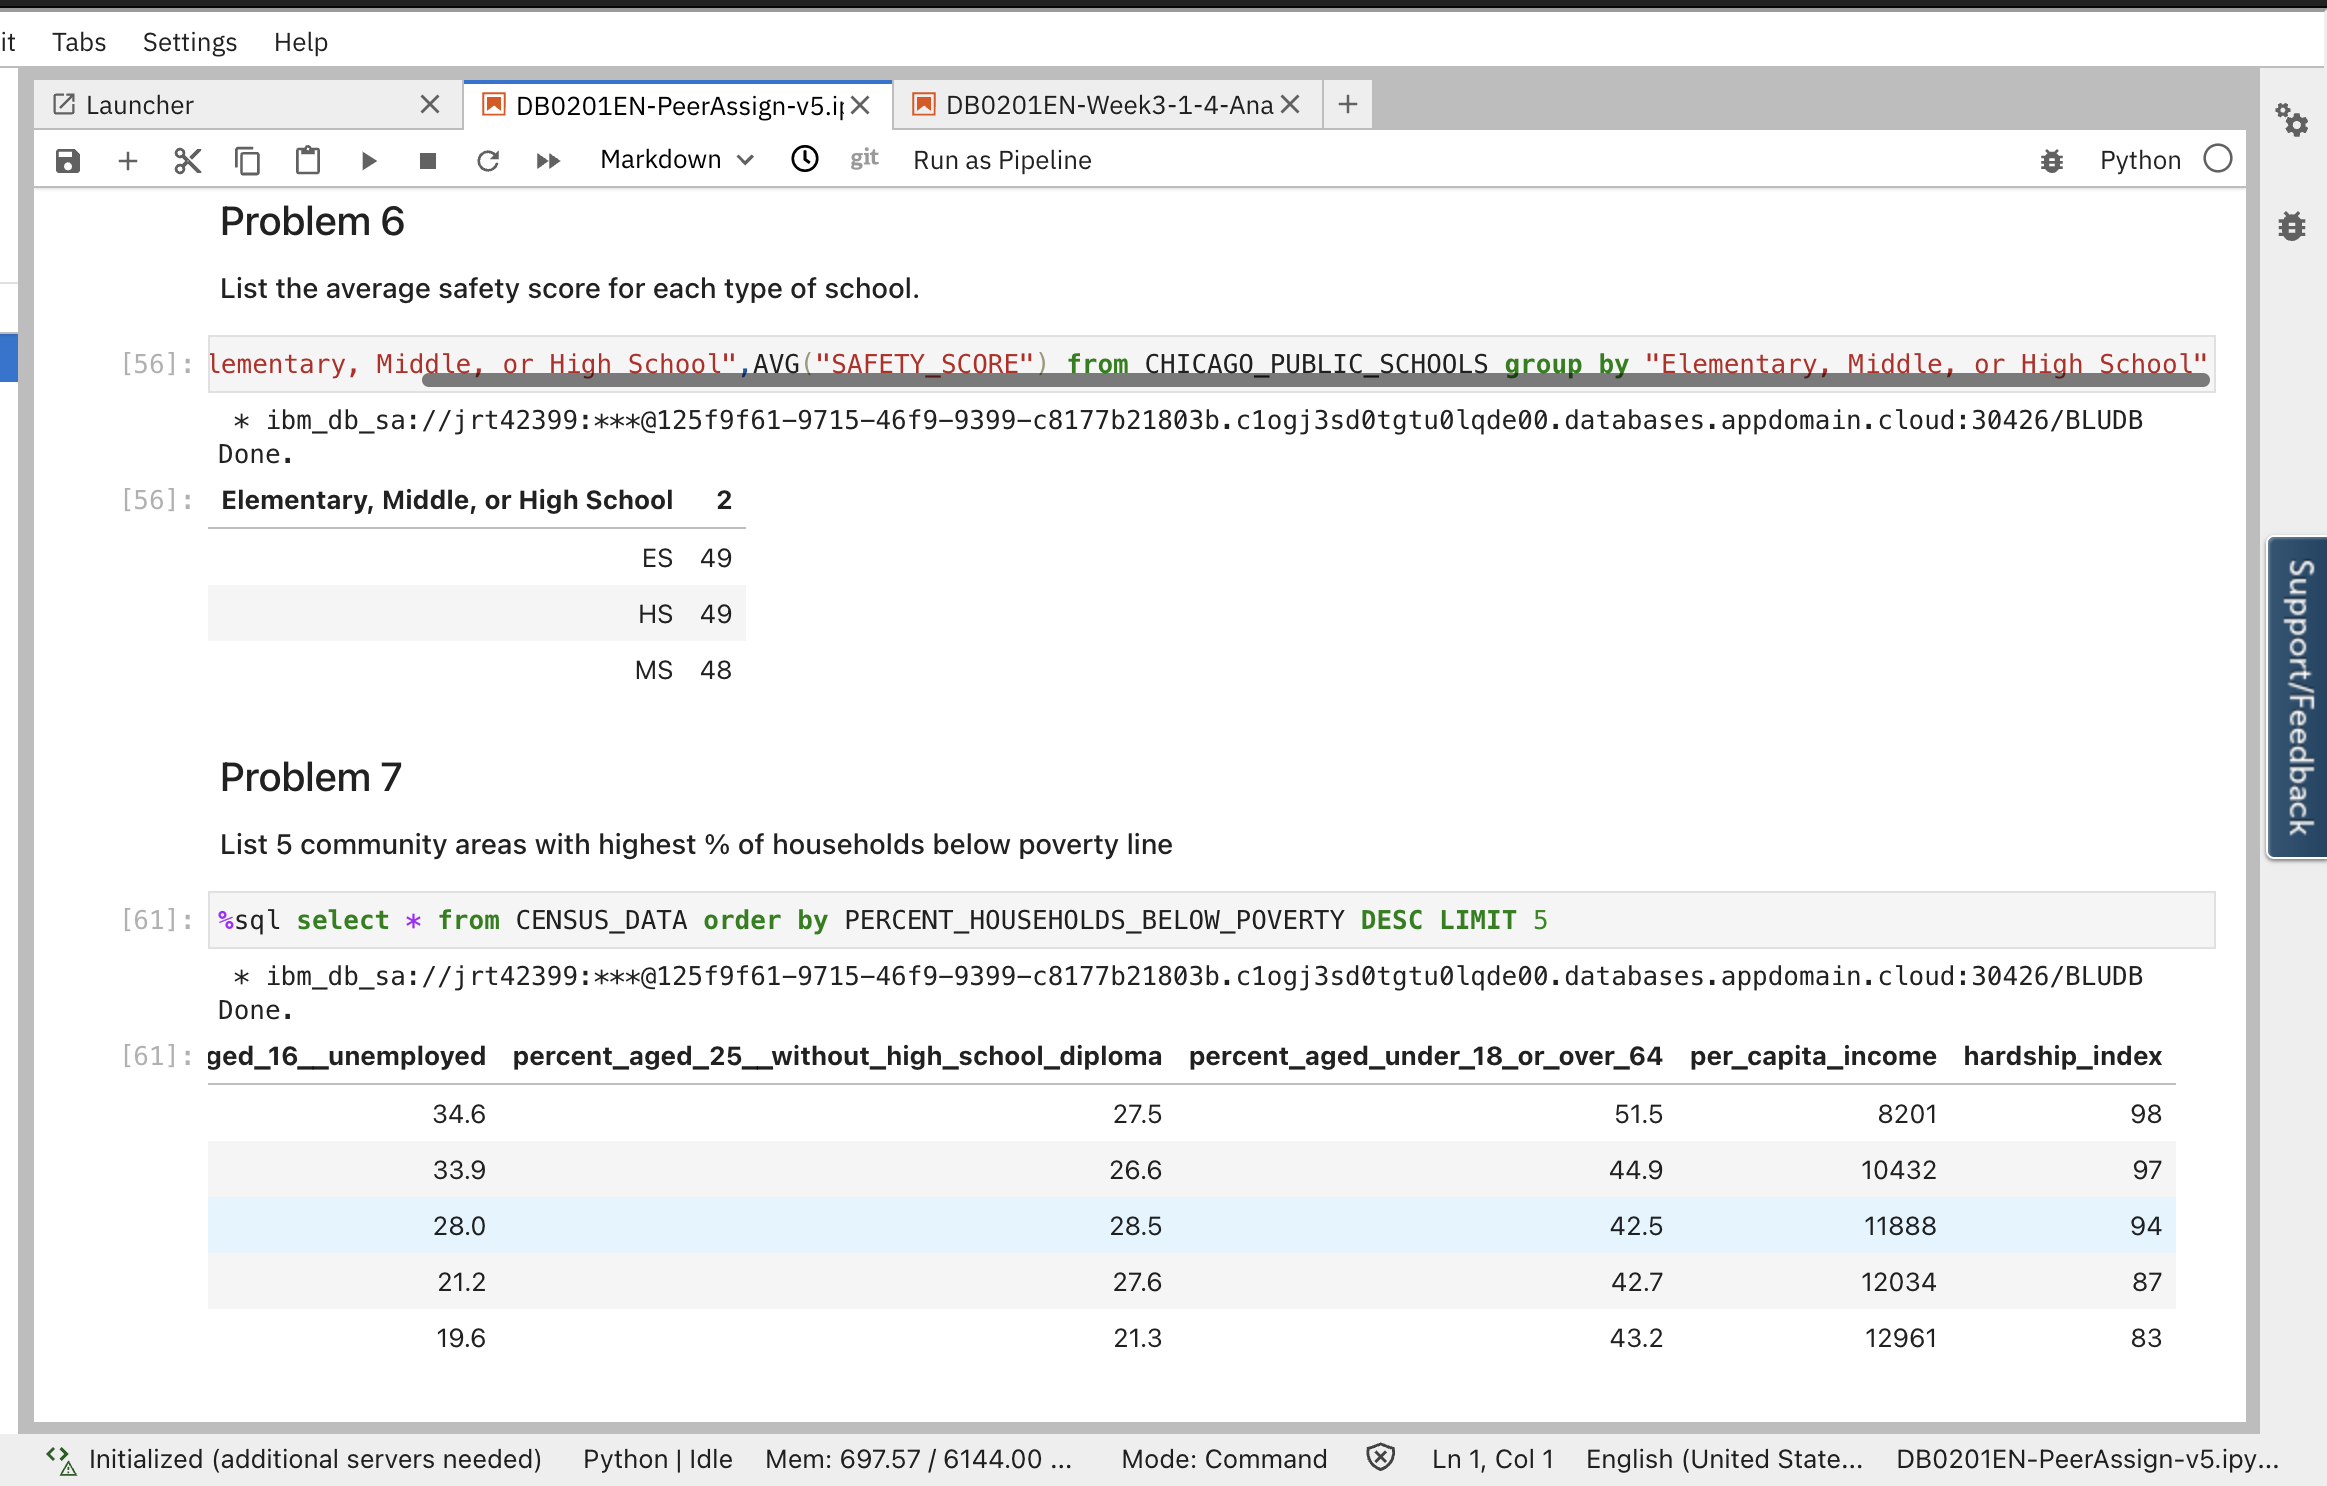 it Tabs Settings Help
Launcher DB0201EN-PeerAssign-v5.ip DB0201EN-Week3-1-4-Ana
Markdown git Run as Pipeline Python
Problem 6
List the average safety score for each type of school.
[56]: lementary, Middle, or High School",AVG("SAFETY_SCORE") from CHICAGO_PUBLIC_SCHOOLS group by "Elementary, Middle, or High School"
* ibm_db_sa://jrt42399:***@125f9f61-9715-46f9-9399-c8177b21803b.c1ogj3sd0tgtu0lqde00.databases.appdomain.cloud:30426/BLUDB
Done.
[56]: Elementary, Middle, or High School 2
ES 49
HS 49
MS 48
Problem 7
List 5 community areas with highest % of households below poverty line
[61]: %sql select * from CENSUS_DATA order by PERCENT_HOUSEHOLDS_BELOW_POVERTY DESC LIMIT 5
* ibm_db_sa://jrt42399:***@125f9f61-9715-46f9-9399-c8177b21803b.c1ogj3sd0tgtu0lqde00.databases.appdomain.cloud:30426/BLUDB
Done.
[61]: ged_16__unemployed percent_aged_25__without_high_school_diploma percent_aged_under_18_or_over_64 per_capita_income hardship_index
34.6 27.5 51.5 8201 98
33.9 26.6 44.9 10432 97
28.0 28.5 42.5 11888 94
21.2 27.6 42.7 12034 87
19.6 21.3 43.2 12961 83
Support/Feedback
Initialized (additional servers needed) Python | Idle Mem: 697.57 / 6144.00 ... Mode: Command Ln 1, Col 1 English (United State... DB0201EN-PeerAssign-v5.ipy...